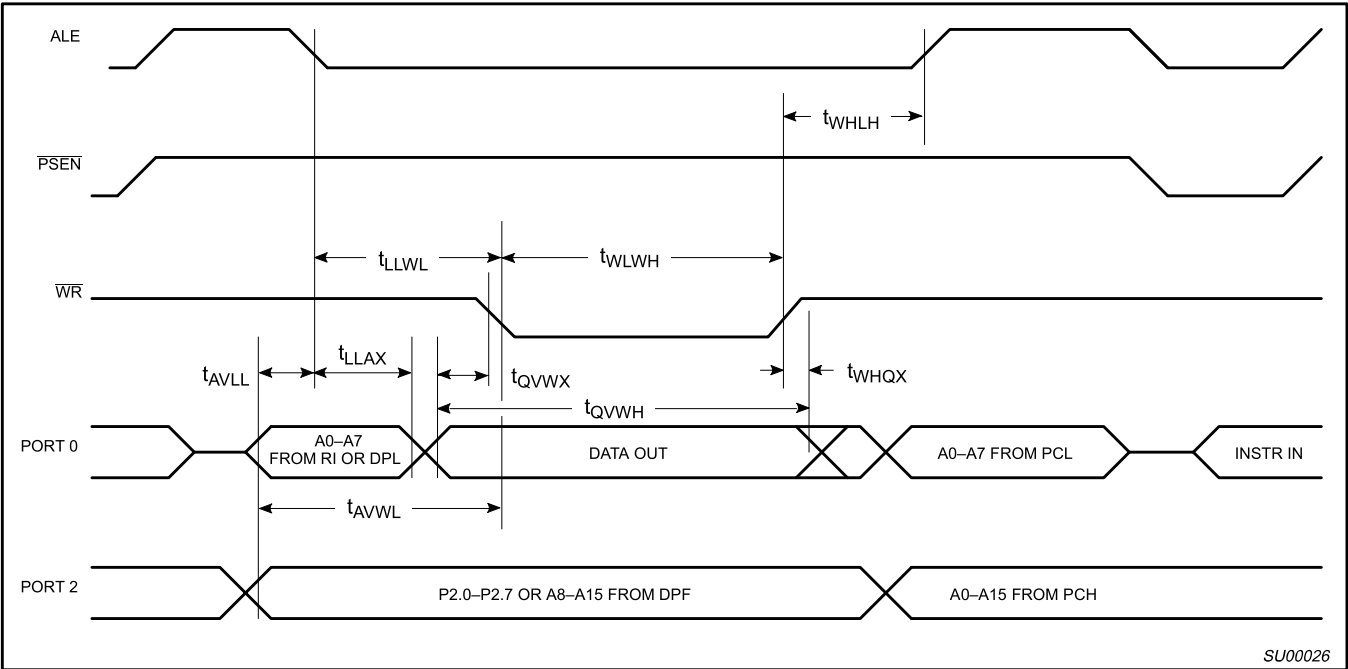 ALE
tWHLH
PSEN
tLLWL
tWLWH
WR
tAVLL
tLLAX
tQVWX
tWHQX
tQVWH
PORT 0
A0–A7
FROM RI OR DPL
DATA OUT
A0–A7 FROM PCL
INSTR IN
tAVWL
PORT 2
P2.0–P2.7 OR A8–A15 FROM DPF
A0–A15 FROM PCH
SU00026